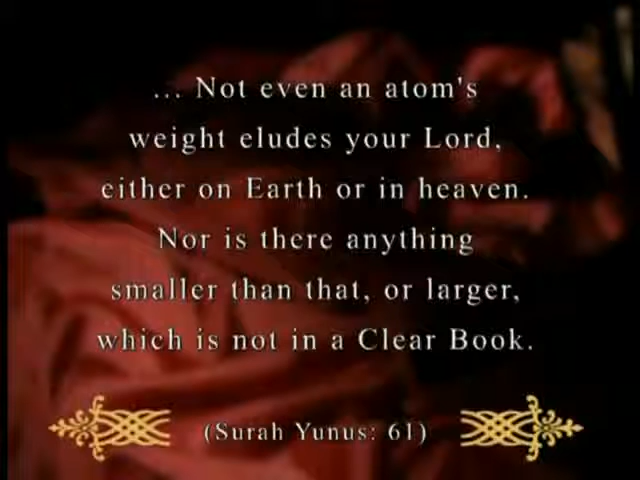 ... Not even an atom's
weight eludes your Lord,
either on Earth or in heaven.
Nor is there anything
smaller than that, or larger,
which is not in a Clear Book.
(Surah Yunus: 61)